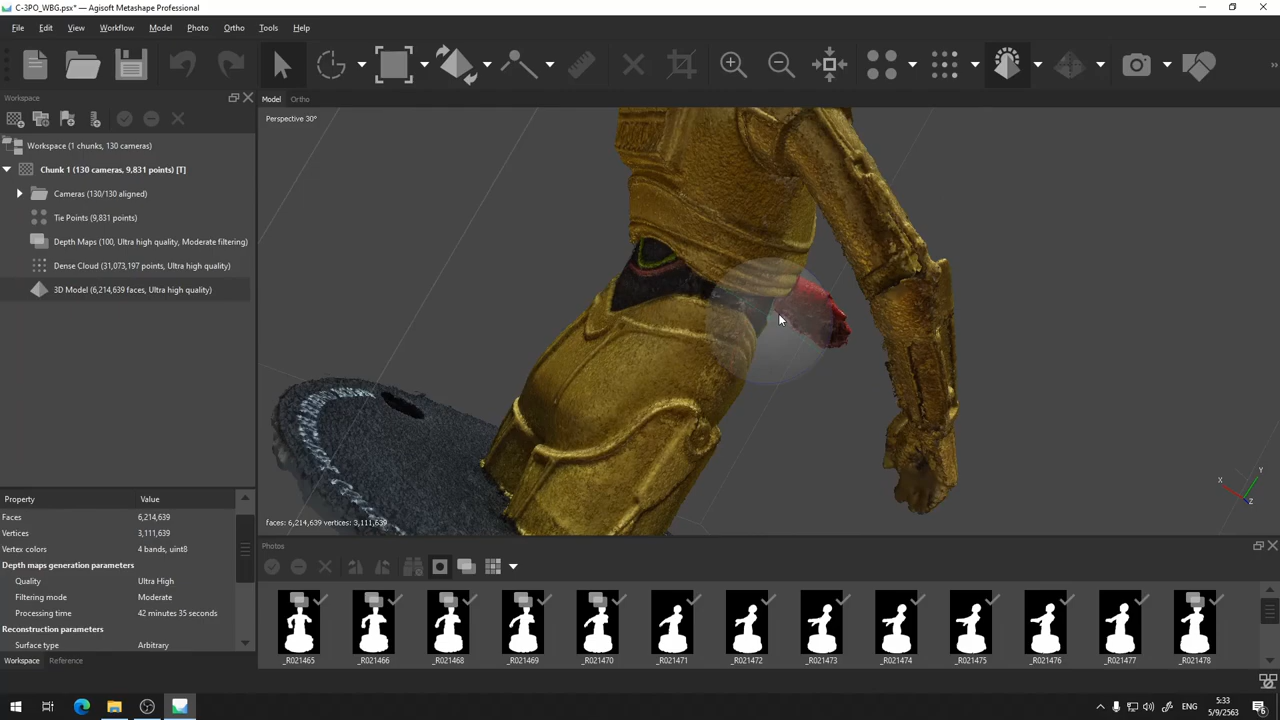 C-3PO_WBG.psx* — Agisoft Metashape Professional
File Edit View Workflow Model Photo Ortho Tools Help
Workspace
Model Ortho
Perspective 30°
Workspace (1 chunks, 130 cameras)
Chunk 1 (130 cameras, 9,831 points) [T]
Cameras (130/130 aligned)
Tie Points (9,831 points)
Depth Maps (100, Ultra high quality, Moderate filtering)
Dense Cloud (31,073,197 points, Ultra high quality)
3D Model (6,214,639 faces, Ultra high quality)
X Y Z
Property Value
Faces 6,214,639
Vertices 3,111,639
Vertex colors 4 bands, uint8
Depth maps generation parameters
Quality Ultra High
Filtering mode Moderate
Processing time 42 minutes 35 seconds
Reconstruction parameters
Surface type Arbitrary
Workspace Reference
faces: 6,214,639 vertices: 3,111,639
Photos
_R021465 _R021466 _R021468 _R021469 _R021470 _R021471 _R021472 _R021473 _R021474 _R021475 _R021476 _R021477 _R021478
ENG
5:33
5/9/2563